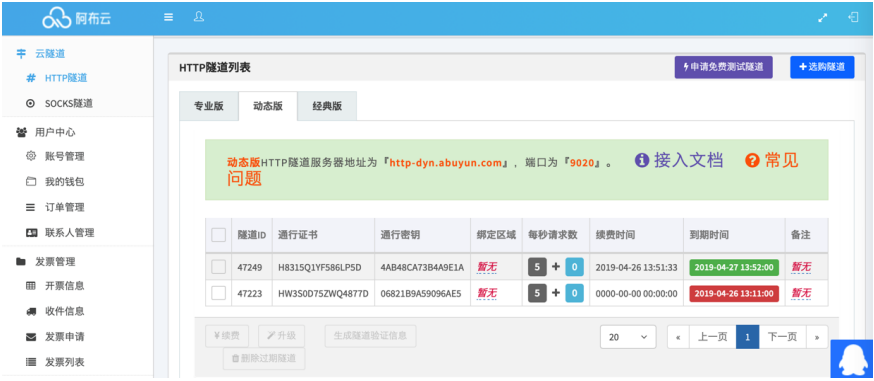 阿布云
云隧道
HTTP隧道
SOCKS隧道
用户中心
账号管理
我的钱包
订单管理
联系人管理
发票管理
开票信息
收件信息
发票申请
发票列表
HTTP隧道列表
申请免费测试隧道
选购隧道
专业版 动态版 经典版
动态版HTTP隧道服务器地址为『http-dyn.abuyun.com』, 端口为『9020』。 接入文档 常见
问题
隧道ID 通行证书 通行密钥 绑定区域 每秒请求数 续费时间 到期时间 备注
47249 H8315Q1YF586LP5D 4AB48CA73B4A9E1A 暂无 5 + 0 2019-04-26 13:51:33 2019-04-27 13:52:00 暂无
47223 HW3S0D75ZWQ4877D 06821B9A59096AE5 暂无 5 + 0 0000-00-00 00:00:00 2019-04-26 13:11:00 暂无
¥续费 升级 生成隧道验证信息
删除过期隧道
20 « 上一页 1 下一页 »